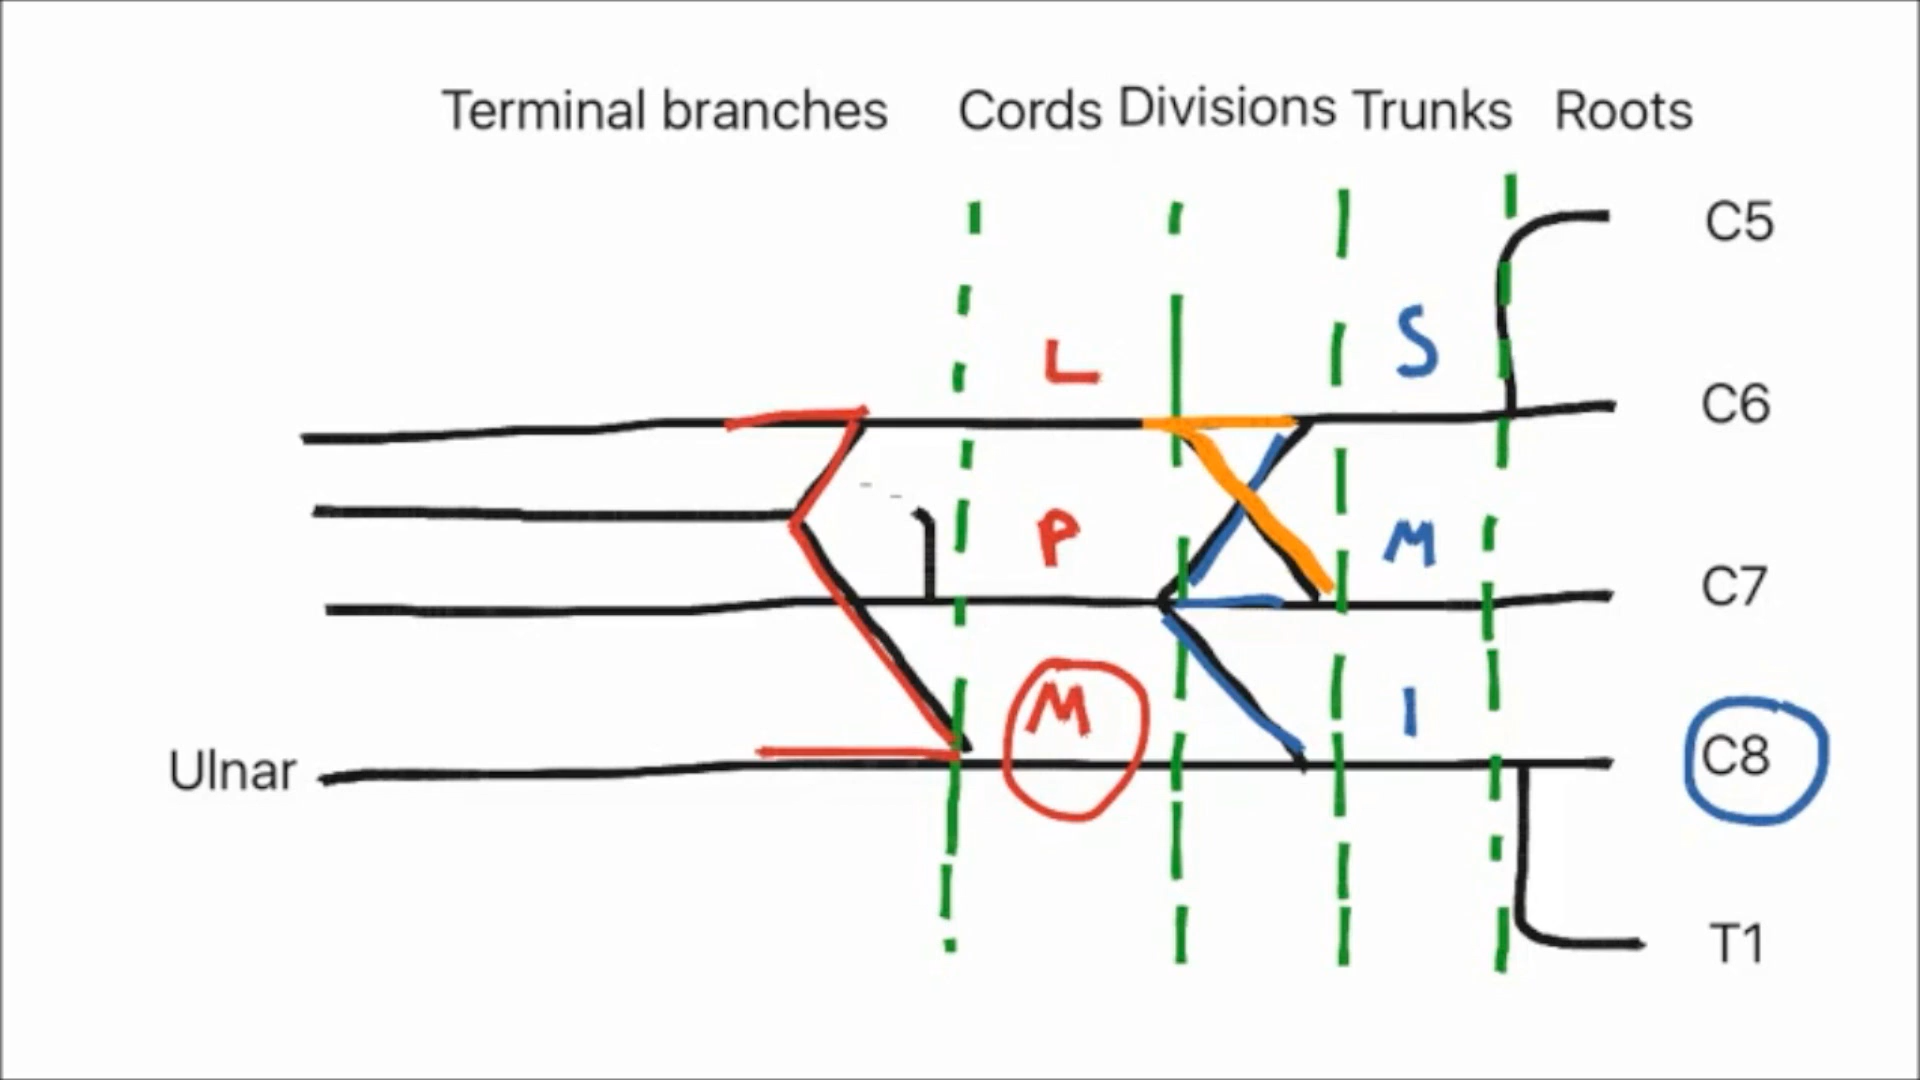 Terminal branches Cords Divisions Trunks Roots
C5
L S
C6
P M
C7
M I
Ulnar C8
T1